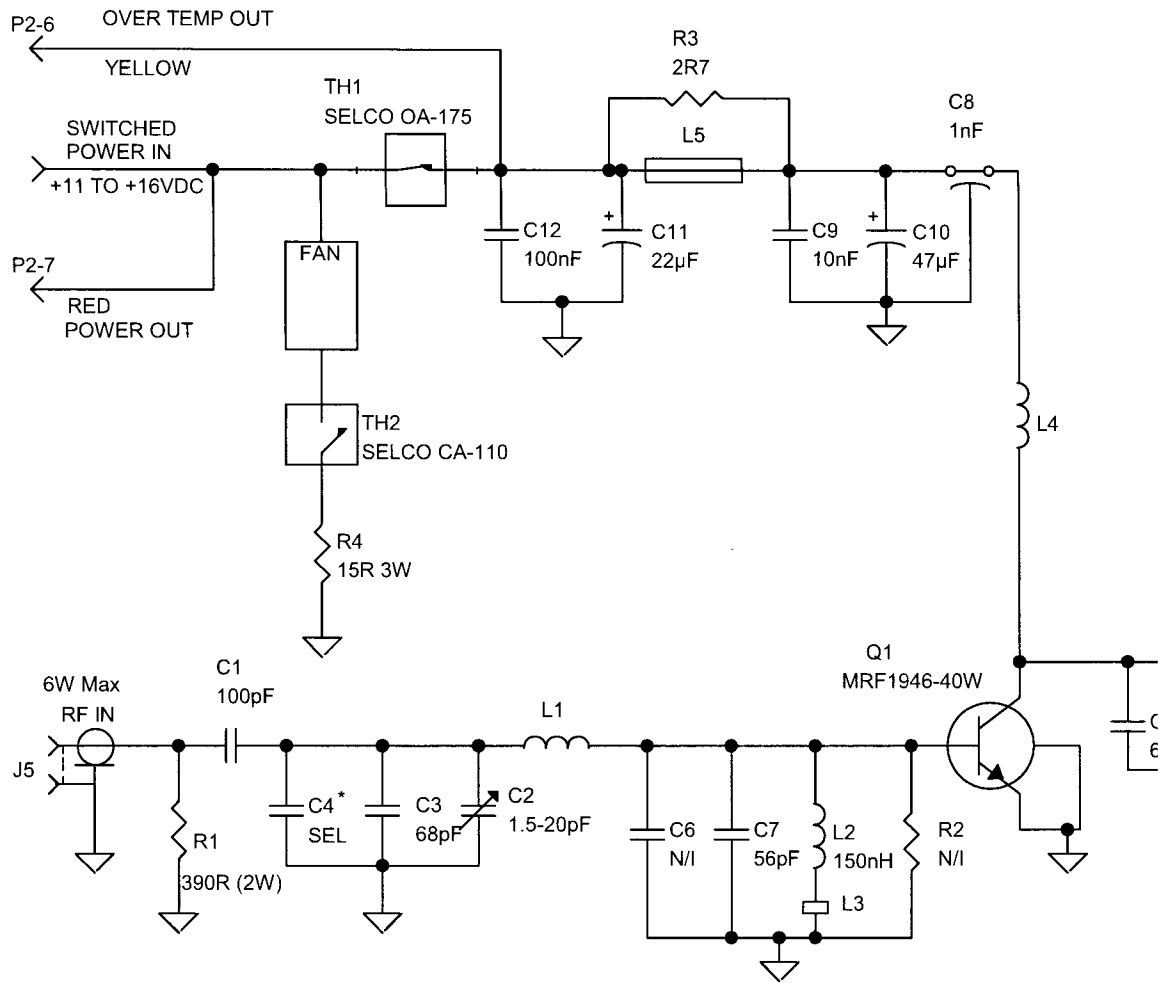 P2-6
OVER TEMP OUT
YELLOW
TH1
SELCO OA-175
R3
2R7
L5
C8
1nF
SWITCHED
POWER IN
+11 TO +16VDC
FAN
C12
100nF
+
C11
22µF
C9
10nF
+
C10
47µF
P2-7
RED
POWER OUT
TH2
SELCO CA-110
L4
R4
15R 3W
6W Max
RF IN
J5
C1
100pF
L1
Q1
MRF1946-40W
R1
390R (2W)
C4*
SEL
C3
68pF
C2
1.5-20pF
C6
N/I
C7
56pF
L2
150nH
L3
R2
N/I
6